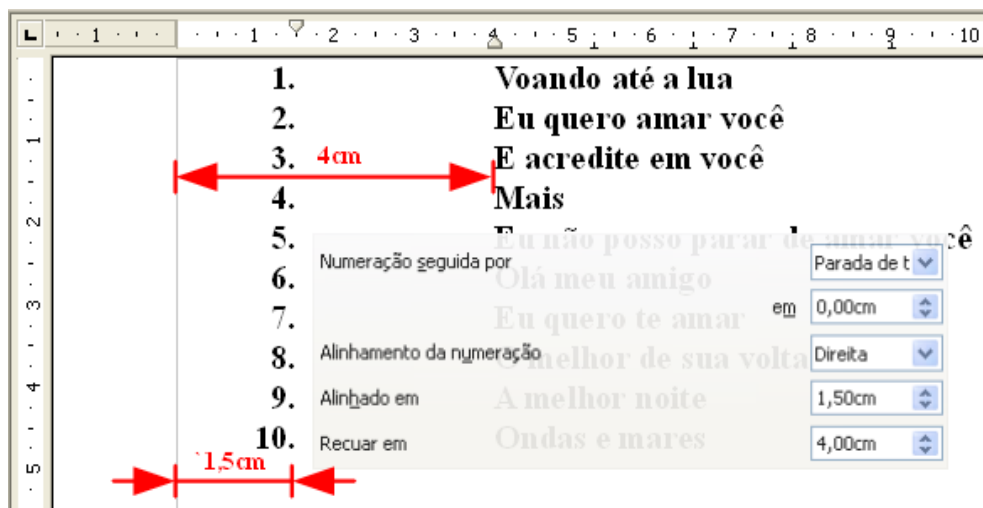 1 1 2 3 4 5 6 7 8 9 10
1. Voando até a lua
2. Eu quero amar você
3. E acredite em você
4cm
4. Mais
5. Eu não posso parar de amar você
Numeração seguida por Parada de t
6. Olá meu amigo
em 0,00cm
7. Eu quero te amar
8. O melhor de sua volta
Alinhamento da numeração Direita
9. A melhor noite
Alinhado em 1,50cm
10. Ondas e mares
Recuar em 4,00cm
1,5cm
1
2
3
4
5